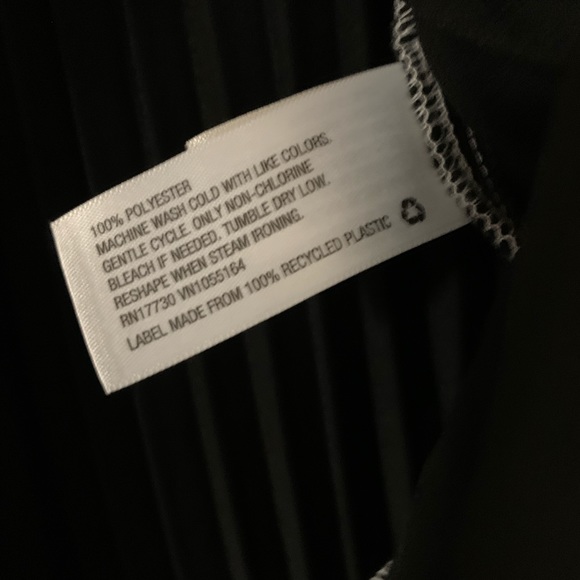 100% POLYESTER
MACHINE WASH COLD WITH LIKE COLORS.
GENTLE CYCLE. ONLY NON-CHLORINE
BLEACH IF NEEDED. TUMBLE DRY LOW.
RESHAPE WHEN STEAM IRONING.
RN17730 VN1055164
LABEL MADE FROM 100% RECYCLED PLASTIC